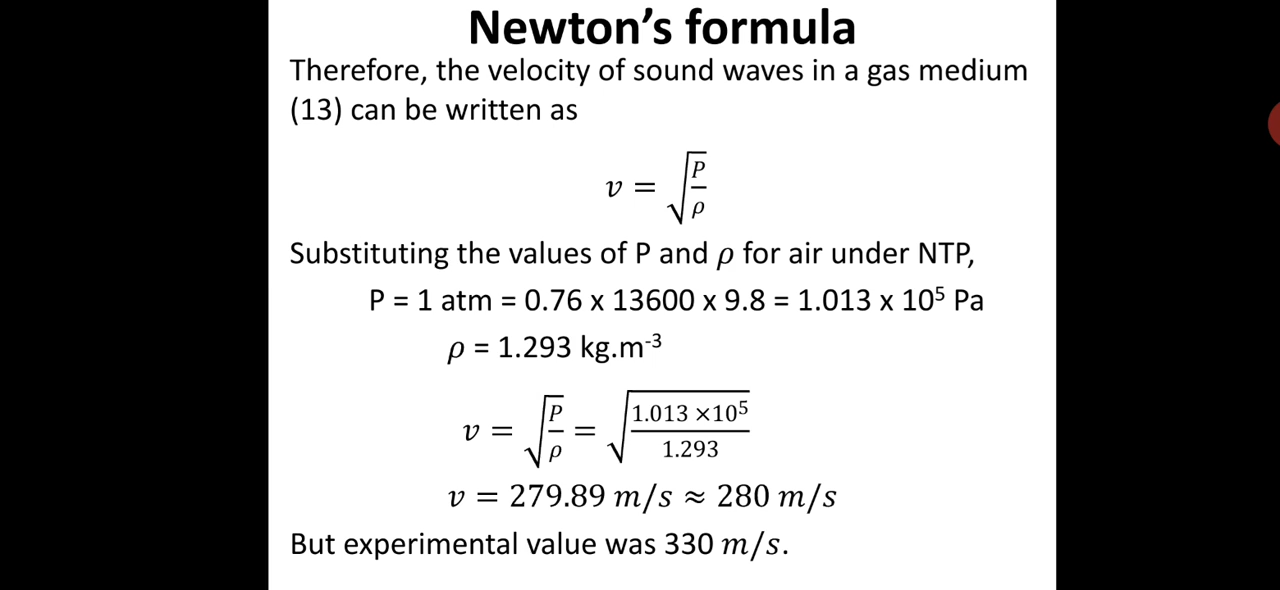 Newton’s formula
Therefore, the velocity of sound waves in a gas medium
(13) can be written as
v = √(P/ρ)
Substituting the values of P and ρ for air under NTP,
P = 1 atm = 0.76 x 13600 x 9.8 = 1.013 x 10⁵ Pa
ρ = 1.293 kg.m⁻³
v = √(P/ρ) = √(1.013 ×10⁵/1.293)
v = 279.89 m/s ≈ 280 m/s
But experimental value was 330 m/s.